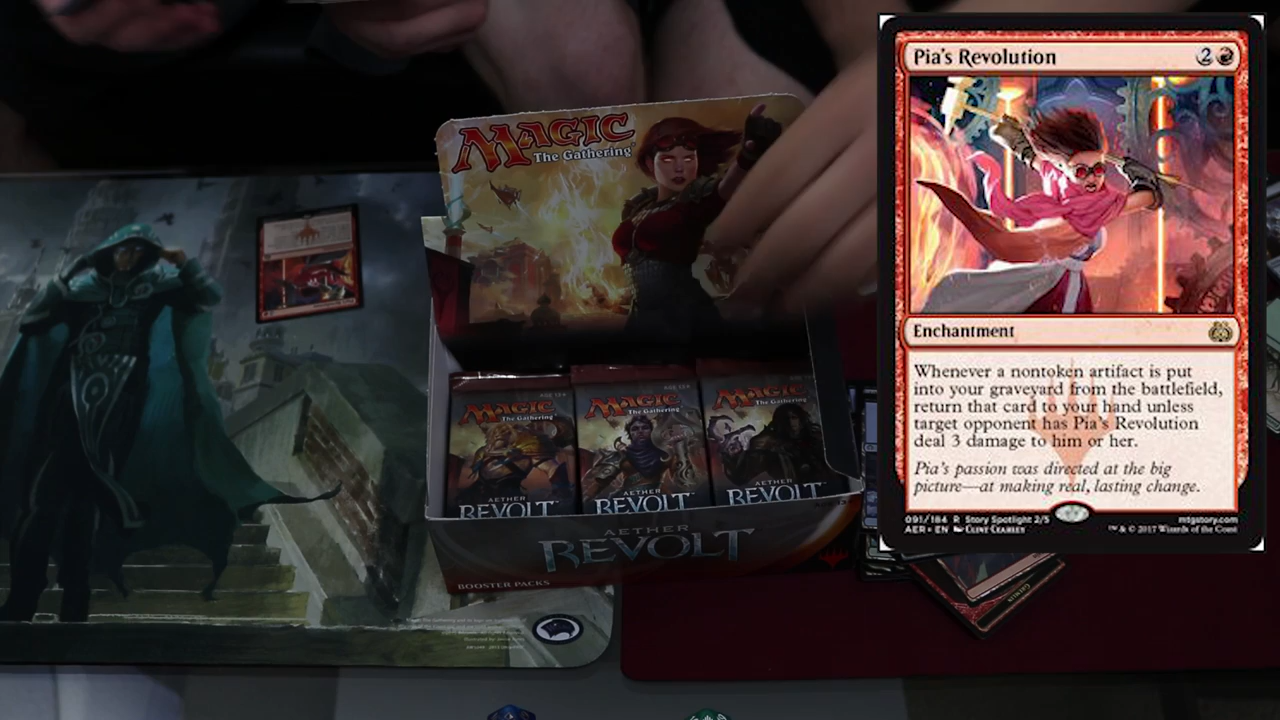 MAGIC
The Gathering
MAGIC
The Gathering
AETHER
REVOLT
MAGIC
The Gathering
AETHER
REVOLT
MAGIC
The Gathering
AETHER
REVOLT
AETHER
REVOLT
BOOSTER PACKS
Pia's Revolution 2
Enchantment
Whenever a nontoken artifact is put
into your graveyard from the battlefield,
return that card to your hand unless
target opponent has Pia's Revolution
deal 3 damage to him or her.
Pia's passion was directed at the big
picture—at making real, lasting change.
091/184 R Story Spotlight 2/5
mtgstory.com
AER • EN Clint Cearley
™ & © 2017 Wizards of the Coast